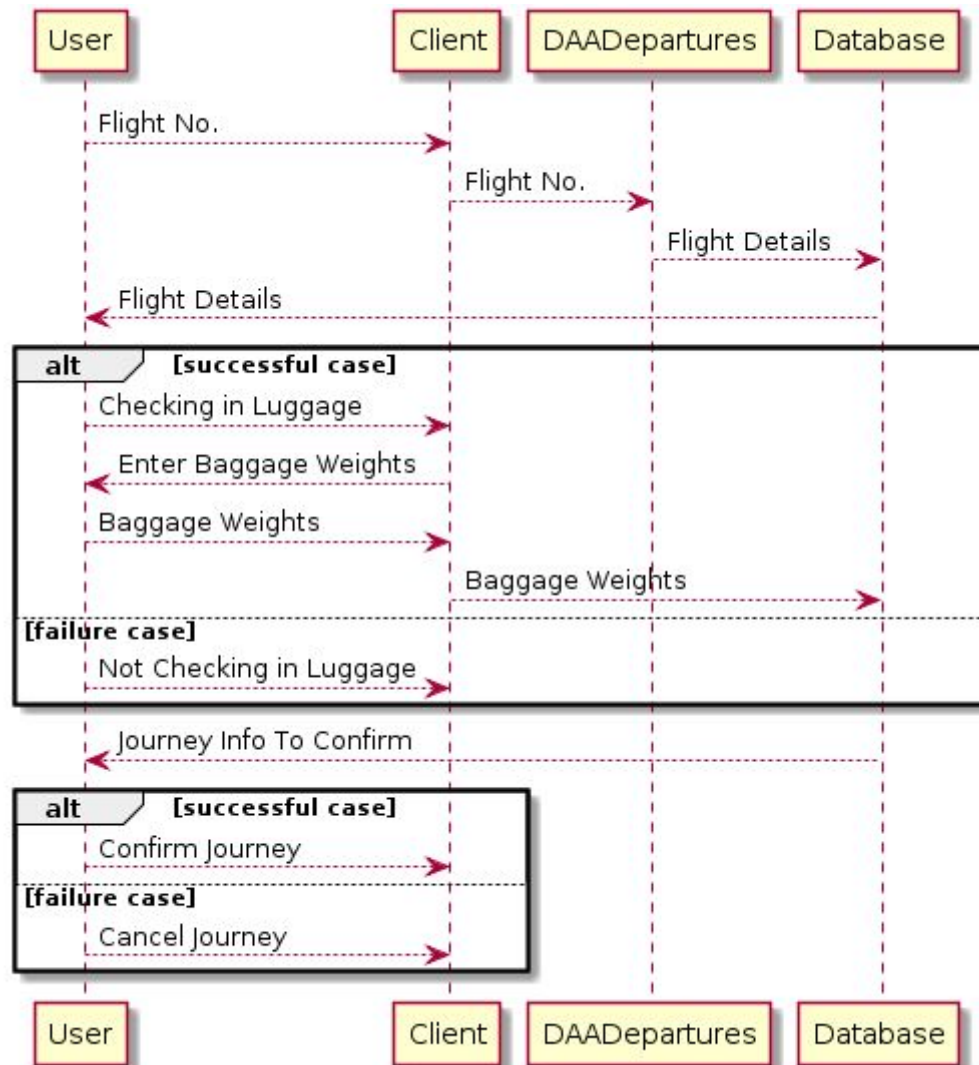 User Client DAADepartures Database
Flight No.
Flight No.
Flight Details
Flight Details
alt [successful case]
Checking in Luggage
Enter Baggage Weights
Baggage Weights
Baggage Weights
[failure case]
Not Checking in Luggage
Journey Info To Confirm
alt [successful case]
Confirm Journey
[failure case]
Cancel Journey
User Client DAADepartures Database